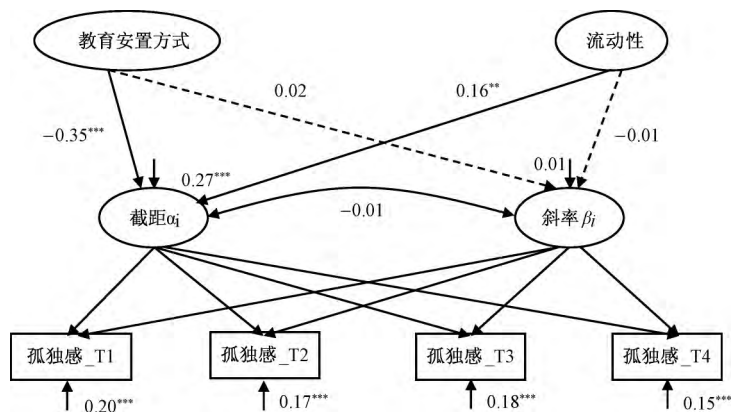 教育安置方式
流动性
0.02
0.16**
−0.35***
−0.01
0.27***
0.01
截距αi
−0.01
斜率βi
孤独感_T1
孤独感_T2
孤独感_T3
孤独感_T4
0.20***
0.17***
0.18***
0.15***